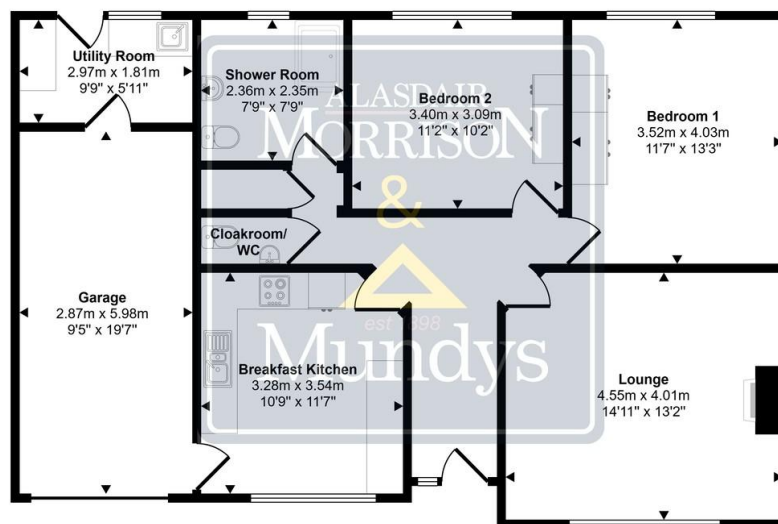 Utility Room
2.97m x 1.81m
9'9" x 5'11"
Shower Room
2.36m x 2.35m
7'9" x 7'9"
Bedroom 2
3.40m x 3.09m
11'2" x 10'2"
Bedroom 1
3.52m x 4.03m
11'7" x 13'3"
ALASDAIR
MORRISON
&
Cloakroom/
WC
Garage
2.87m x 5.98m
9'5" x 19'7"
est 1898
Mundys
Breakfast Kitchen
3.28m x 3.54m
10'9" x 11'7"
Lounge
4.55m x 4.01m
14'11" x 13'2"